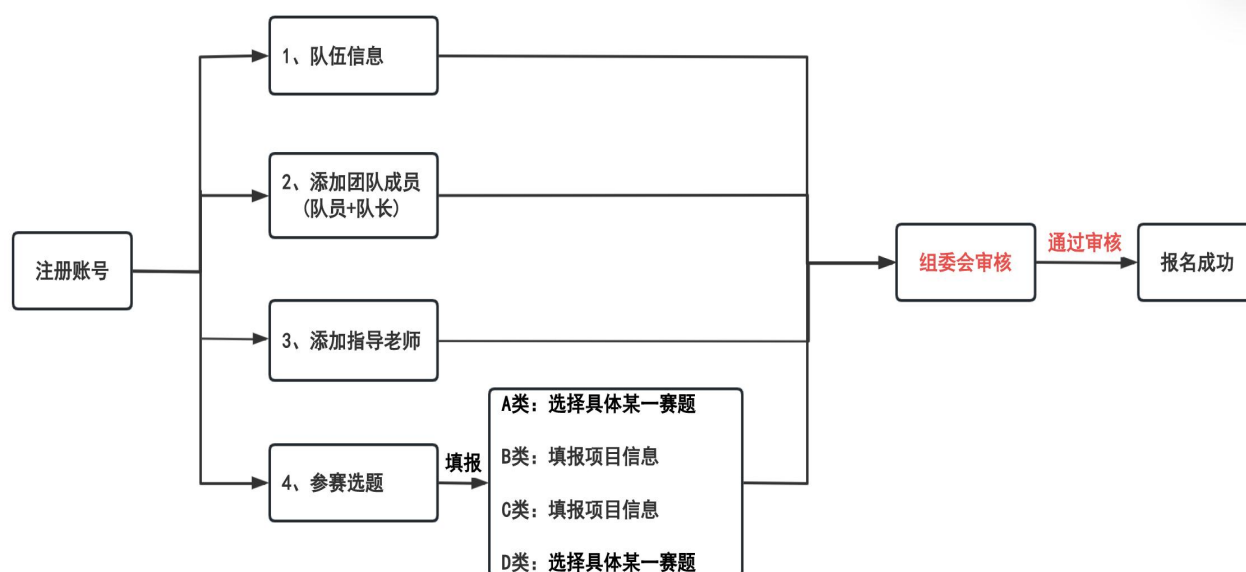 注册账号
1、队伍信息
2、添加团队成员
(队员+队长)
3、添加指导老师
4、参赛选题
填报
A类：选择具体某一赛题
B类：填报项目信息
C类：填报项目信息
D类：选择具体某一赛题
组委会审核
通过审核
报名成功